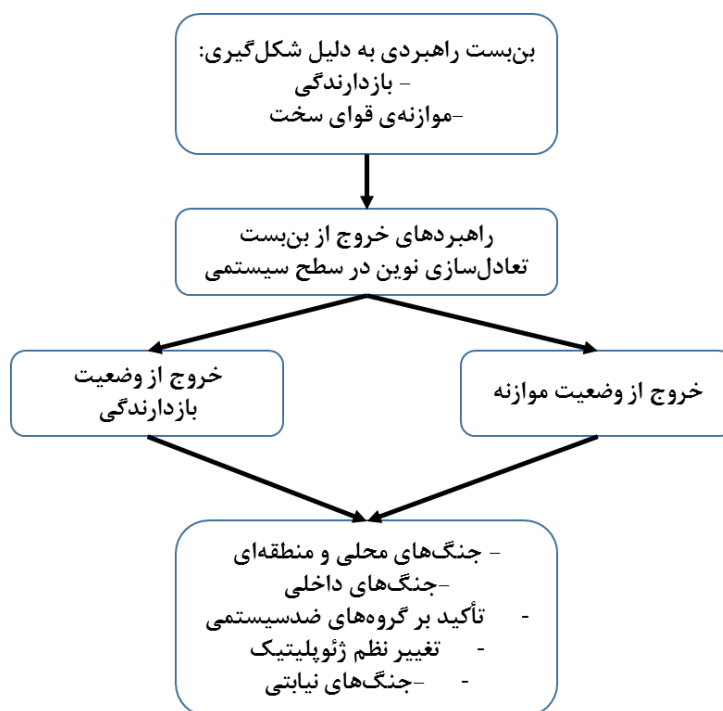 بن‌بست راهبردی به دلیل شکل‌گیری:
– بازدارندگی
–موازنه‌ی قوای سخت
راهبردهای خروج از بن‌بست
تعادل‌سازی نوین در سطح سیستمی
خروج از وضعیت موازنه
خروج از وضعیت
بازدارندگی
– جنگ‌های محلی و منطقه‌ای
–جنگ‌های داخلی
- تأکید بر گروه‌های ضدسیستمی
- تغییر نظم ژئوپلیتیک
- –جنگ‌های نیابتی